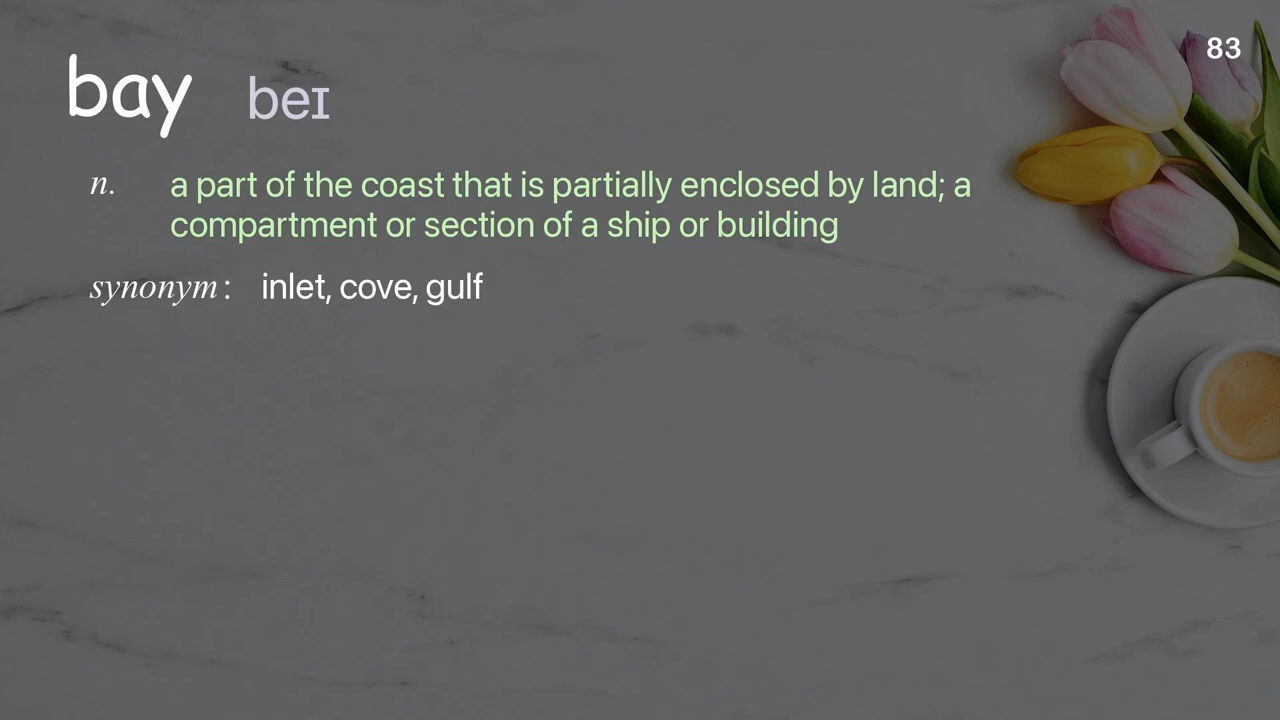 83
bay beɪ
n. a part of the coast that is partially enclosed by land; a
compartment or section of a ship or building
synonym: inlet, cove, gulf